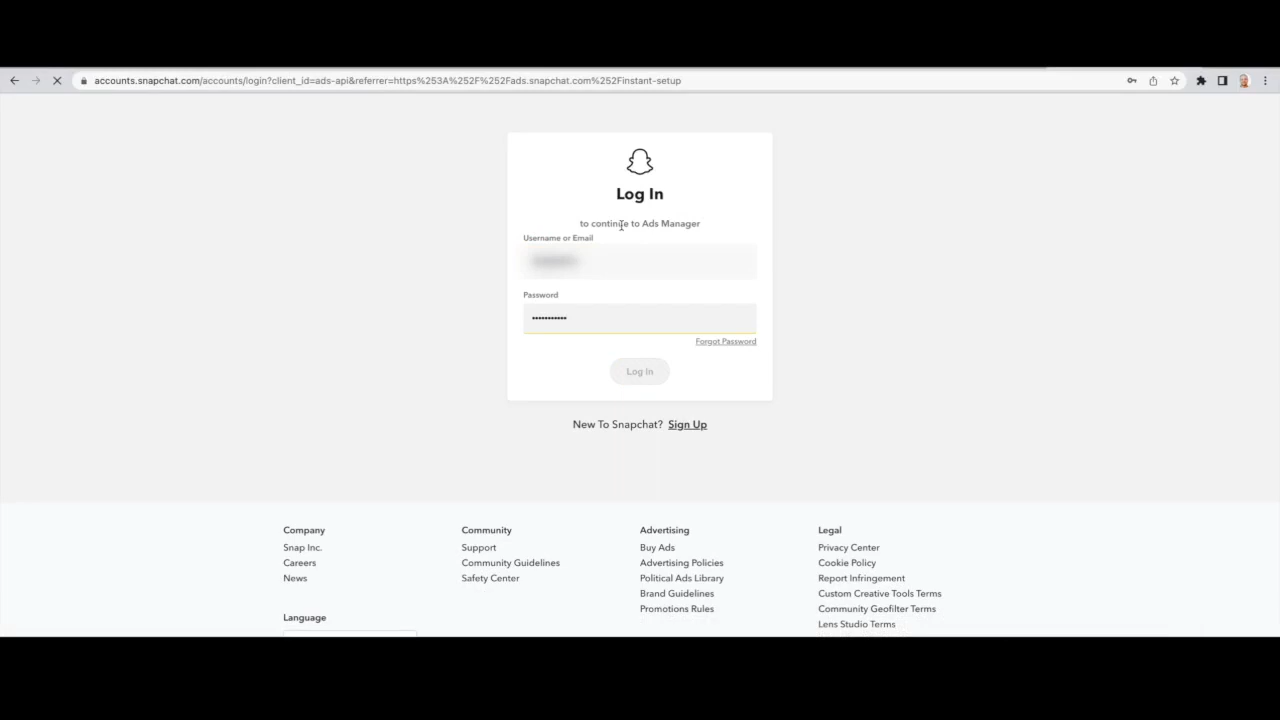 accounts.snapchat.com/accounts/login?client_id=ads-api&referrer=https%253A%252F%252Fads.snapchat.com%252Finstant-setup
Log In
to continue to Ads Manager
Username or Email
Password
•••••••••••
Forgot Password
Log In
New To Snapchat? Sign Up
Company
Snap Inc.
Careers
News
Language
Community
Support
Community Guidelines
Safety Center
Advertising
Buy Ads
Advertising Policies
Political Ads Library
Brand Guidelines
Promotions Rules
Legal
Privacy Center
Cookie Policy
Report Infringement
Custom Creative Tools Terms
Community Geofilter Terms
Lens Studio Terms